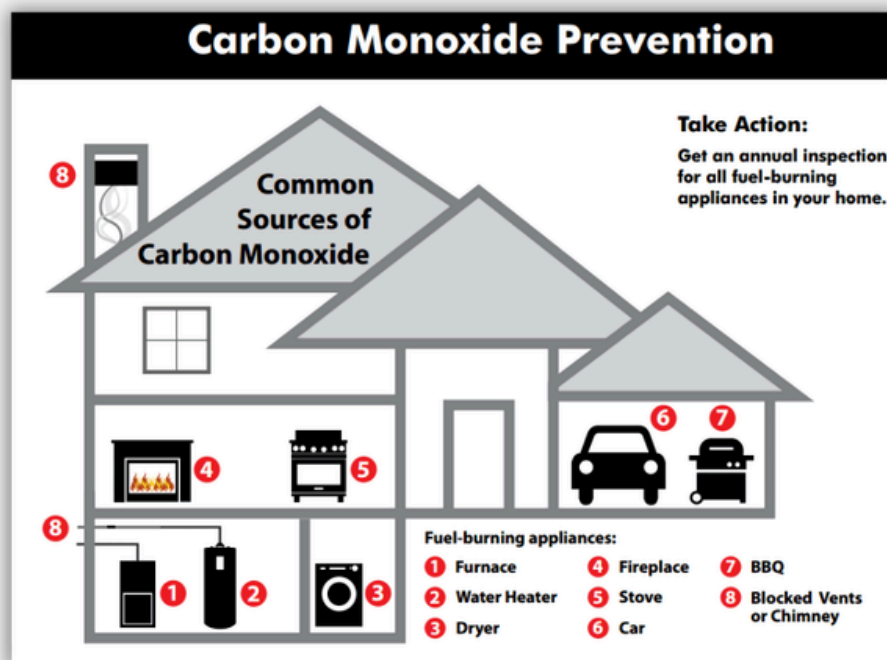 Carbon Monoxide Prevention
Take Action:
Get an annual inspection
for all fuel-burning
appliances in your home.
8
Common
Sources of
Carbon Monoxide
6
7
4
5
8
1
2
3
Fuel-burning appliances:
1 Furnace
2 Water Heater
3 Dryer
4 Fireplace
5 Stove
6 Car
7 BBQ
8 Blocked Vents
or Chimney